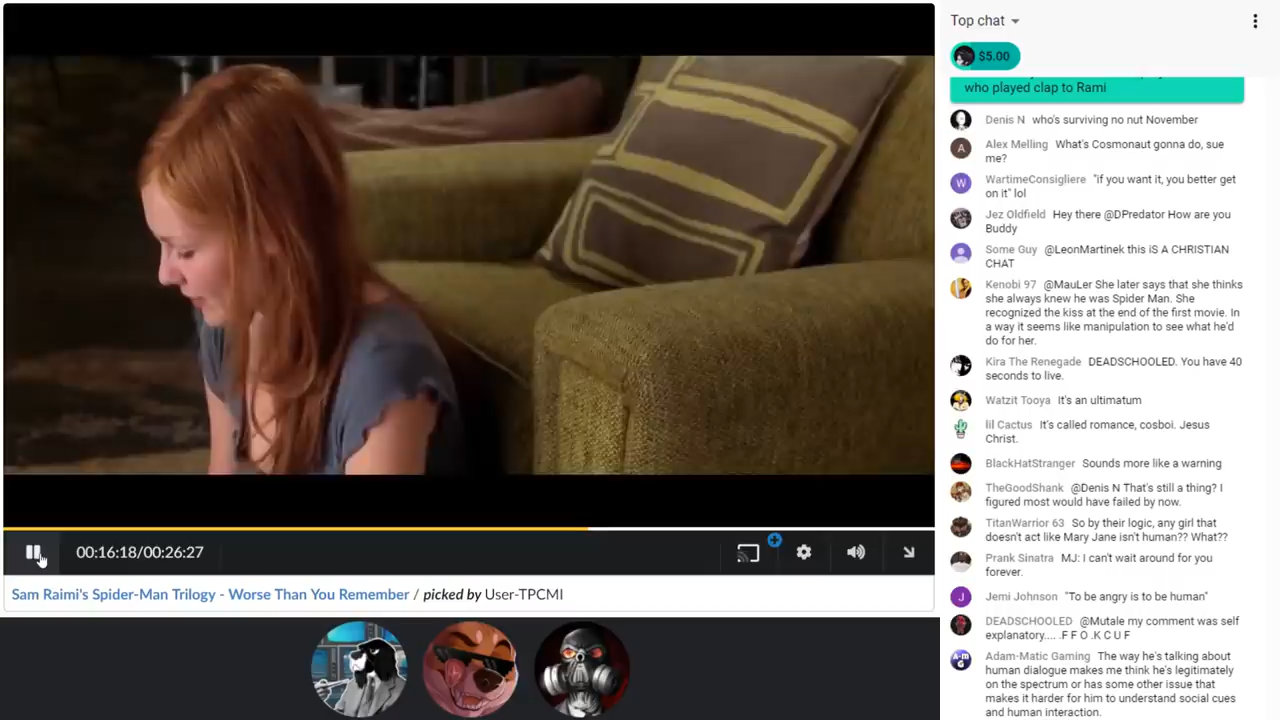 Top chat
$5.00
who played clap to Rami
Denis N who's surviving no nut November
Alex Melling What's Cosmonaut gonna do, sue
me?
WartimeConsigliere "if you want it, you better get
on it" lol
Jez Oldfield Hey there @DPredator How are you
Buddy
Some Guy @LeonMartinek this iS A CHRISTIAN
CHAT
Kenobi 97 @MauLer She later says that she thinks
she always knew he was Spider Man. She
recognized the kiss at the end of the first movie. In
a way it seems like manipulation to see what he'd
do for her.
Kira The Renegade DEADSCHOOLED. You have 40
seconds to live.
Watzit Tooya It's an ultimatum
lil Cactus It's called romance, cosboi. Jesus
Christ.
BlackHatStranger Sounds more like a warning
TheGoodShank @Denis N That's still a thing? I
figured most would have failed by now.
TitanWarrior 63 So by their logic, any girl that
doesn't act like Mary Jane isn't human?? What??
Prank Sinatra MJ: I can't wait around for you
forever.
Jemi Johnson "To be angry is to be human"
DEADSCHOOLED @Mutale my comment was self
explanatory..... .F F O .K C U F
Adam-Matic Gaming The way he's talking about
human dialogue makes me think he's legitimately
on the spectrum or has some other issue that
makes it harder for him to understand social cues
and human interaction.
A
W
J
A-M
G
00:16:18/00:26:27
Sam Raimi's Spider-Man Trilogy - Worse Than You Remember / picked by User-TPCMI